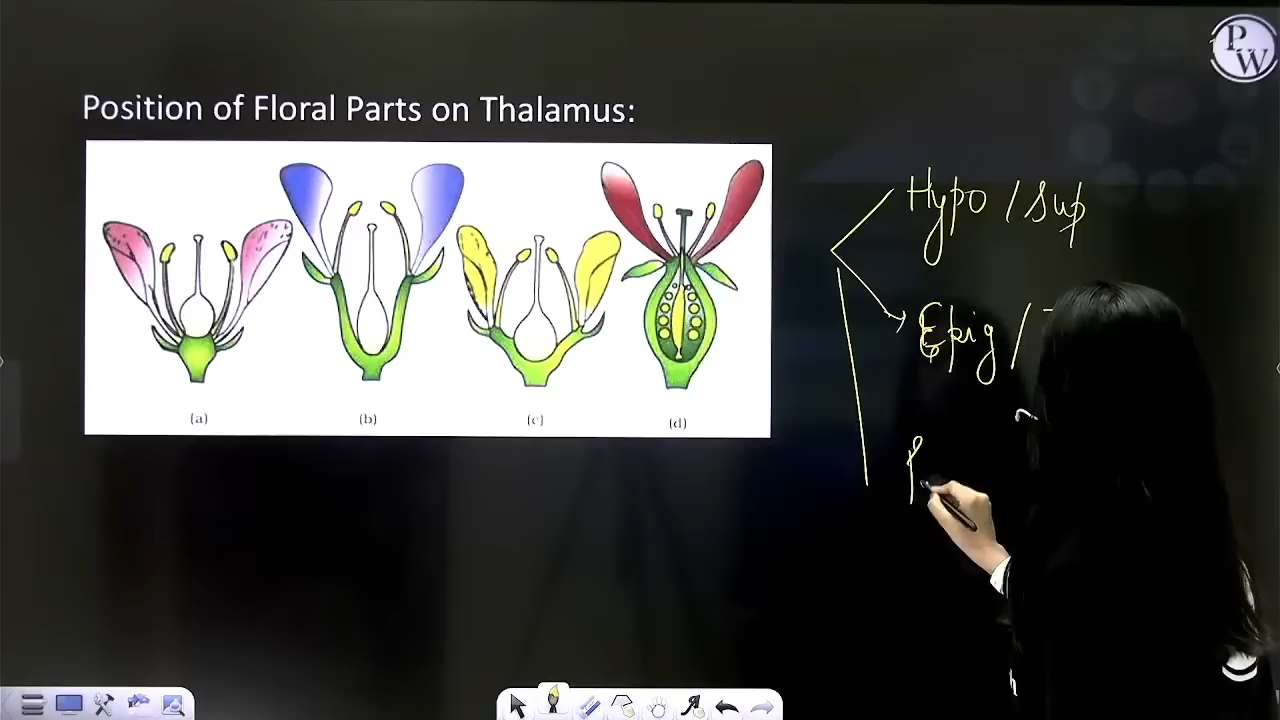 P
W
Position of Floral Parts on Thalamus:
Hypo / Sup
Epig /
(a) (b) (c) (d)
P